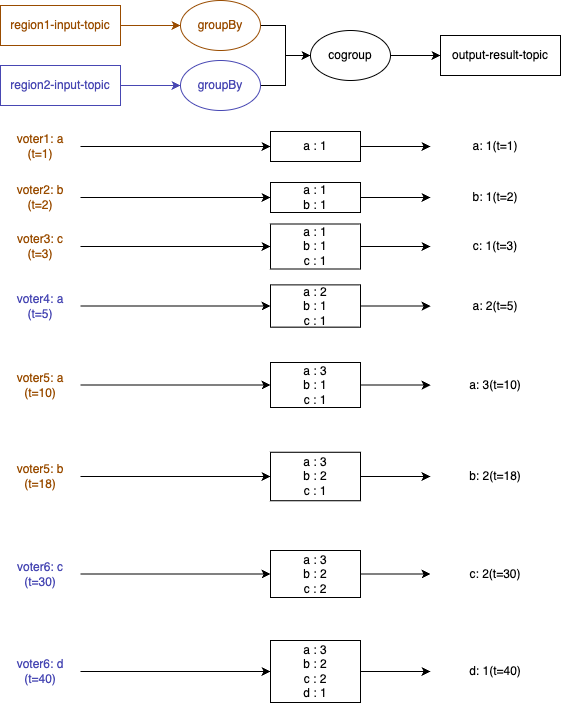 region1-input-topic
groupBy
region2-input-topic
groupBy
cogroup
output-result-topic
voter1: a
(t=1)
a : 1
a: 1(t=1)
voter2: b
(t=2)
a : 1
b : 1
b: 1(t=2)
voter3: c
(t=3)
a : 1
b : 1
c : 1
c: 1(t=3)
voter4: a
(t=5)
a : 2
b : 1
c : 1
a: 2(t=5)
voter5: a
(t=10)
a : 3
b : 1
c : 1
a: 3(t=10)
voter5: b
(t=18)
a : 3
b : 2
c : 1
b: 2(t=18)
voter6: c
(t=30)
a : 3
b : 2
c : 2
c: 2(t=30)
voter6: d
(t=40)
a : 3
b : 2
c : 2
d : 1
d: 1(t=40)